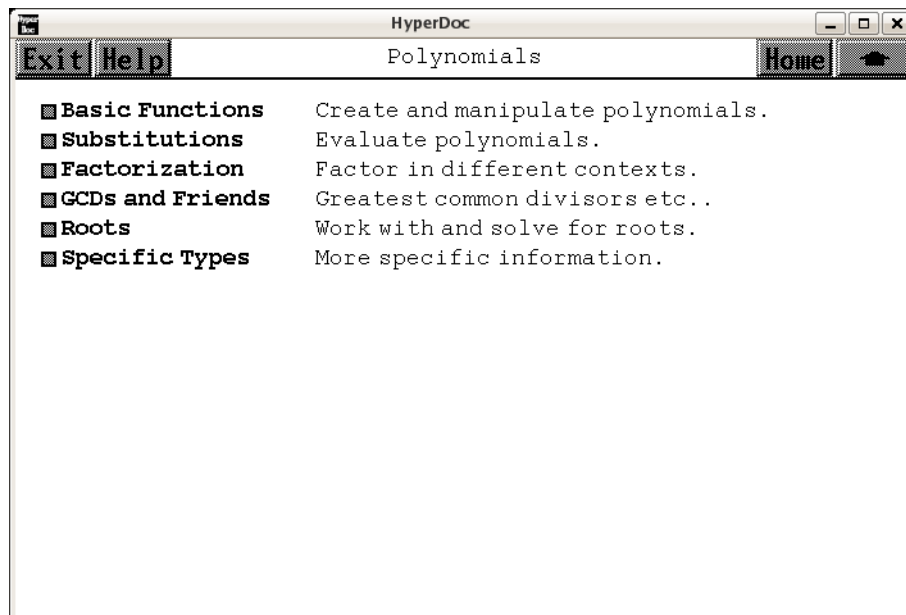 Hyper Doc HyperDoc
Exit Help Polynomials Home
Basic Functions Create and manipulate polynomials.
Substitutions Evaluate polynomials.
Factorization Factor in different contexts.
GCDs and Friends Greatest common divisors etc..
Roots Work with and solve for roots.
Specific Types More specific information.